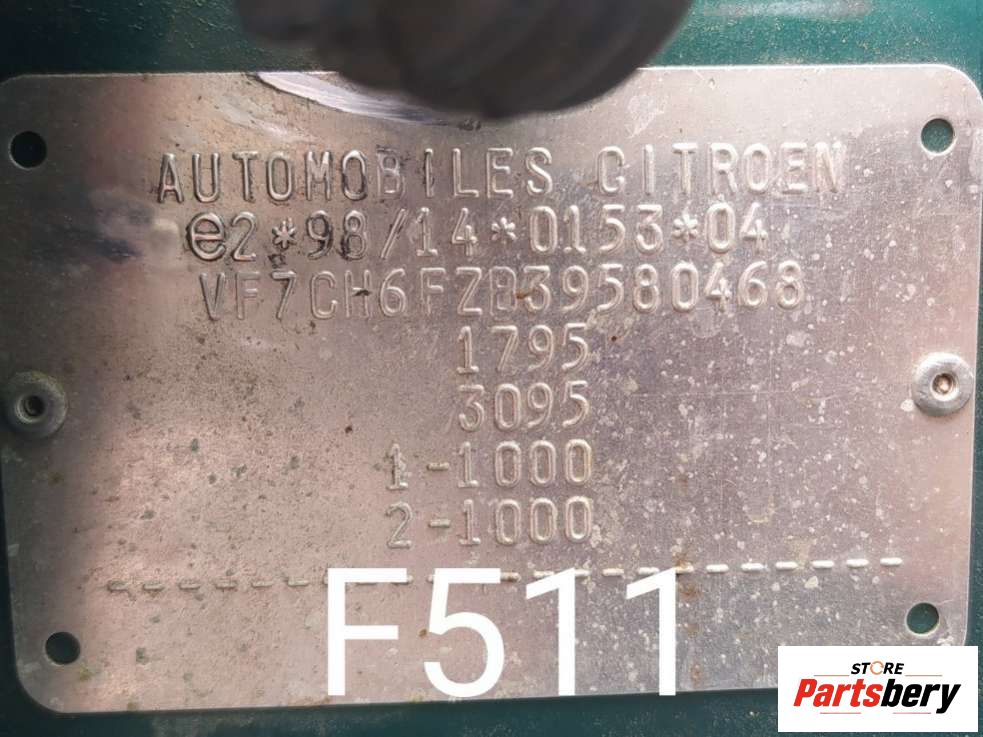 AUTOMOBILES CITROEN
e2*98/14*0153*04
VF7CH6FZB39580468
1795
3095
1-1000
2-1000
F511
STORE
Partsbery